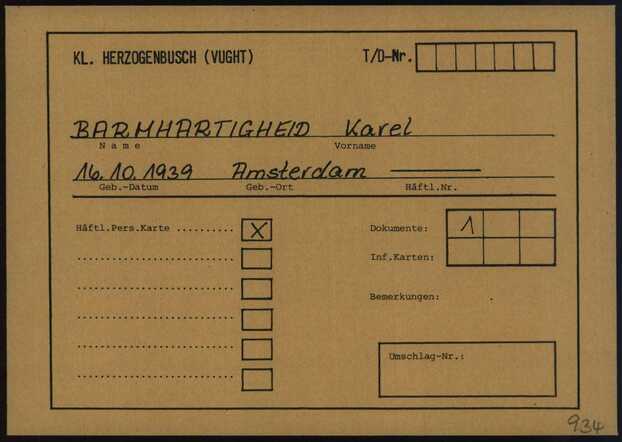 KL. HERZOGENBUSCH (VUGHT) T/D-Nr.
BARMHARTIGHEID Karel
Name Vorname
16.10.1939 Amsterdam
Geb.-Datum Geb.-Ort Häftl.Nr.
Häftl.Pers.Karte .......... X Dokumente: 1
Inf.Karten:
Bemerkungen:
Umschlag-Nr.:
934